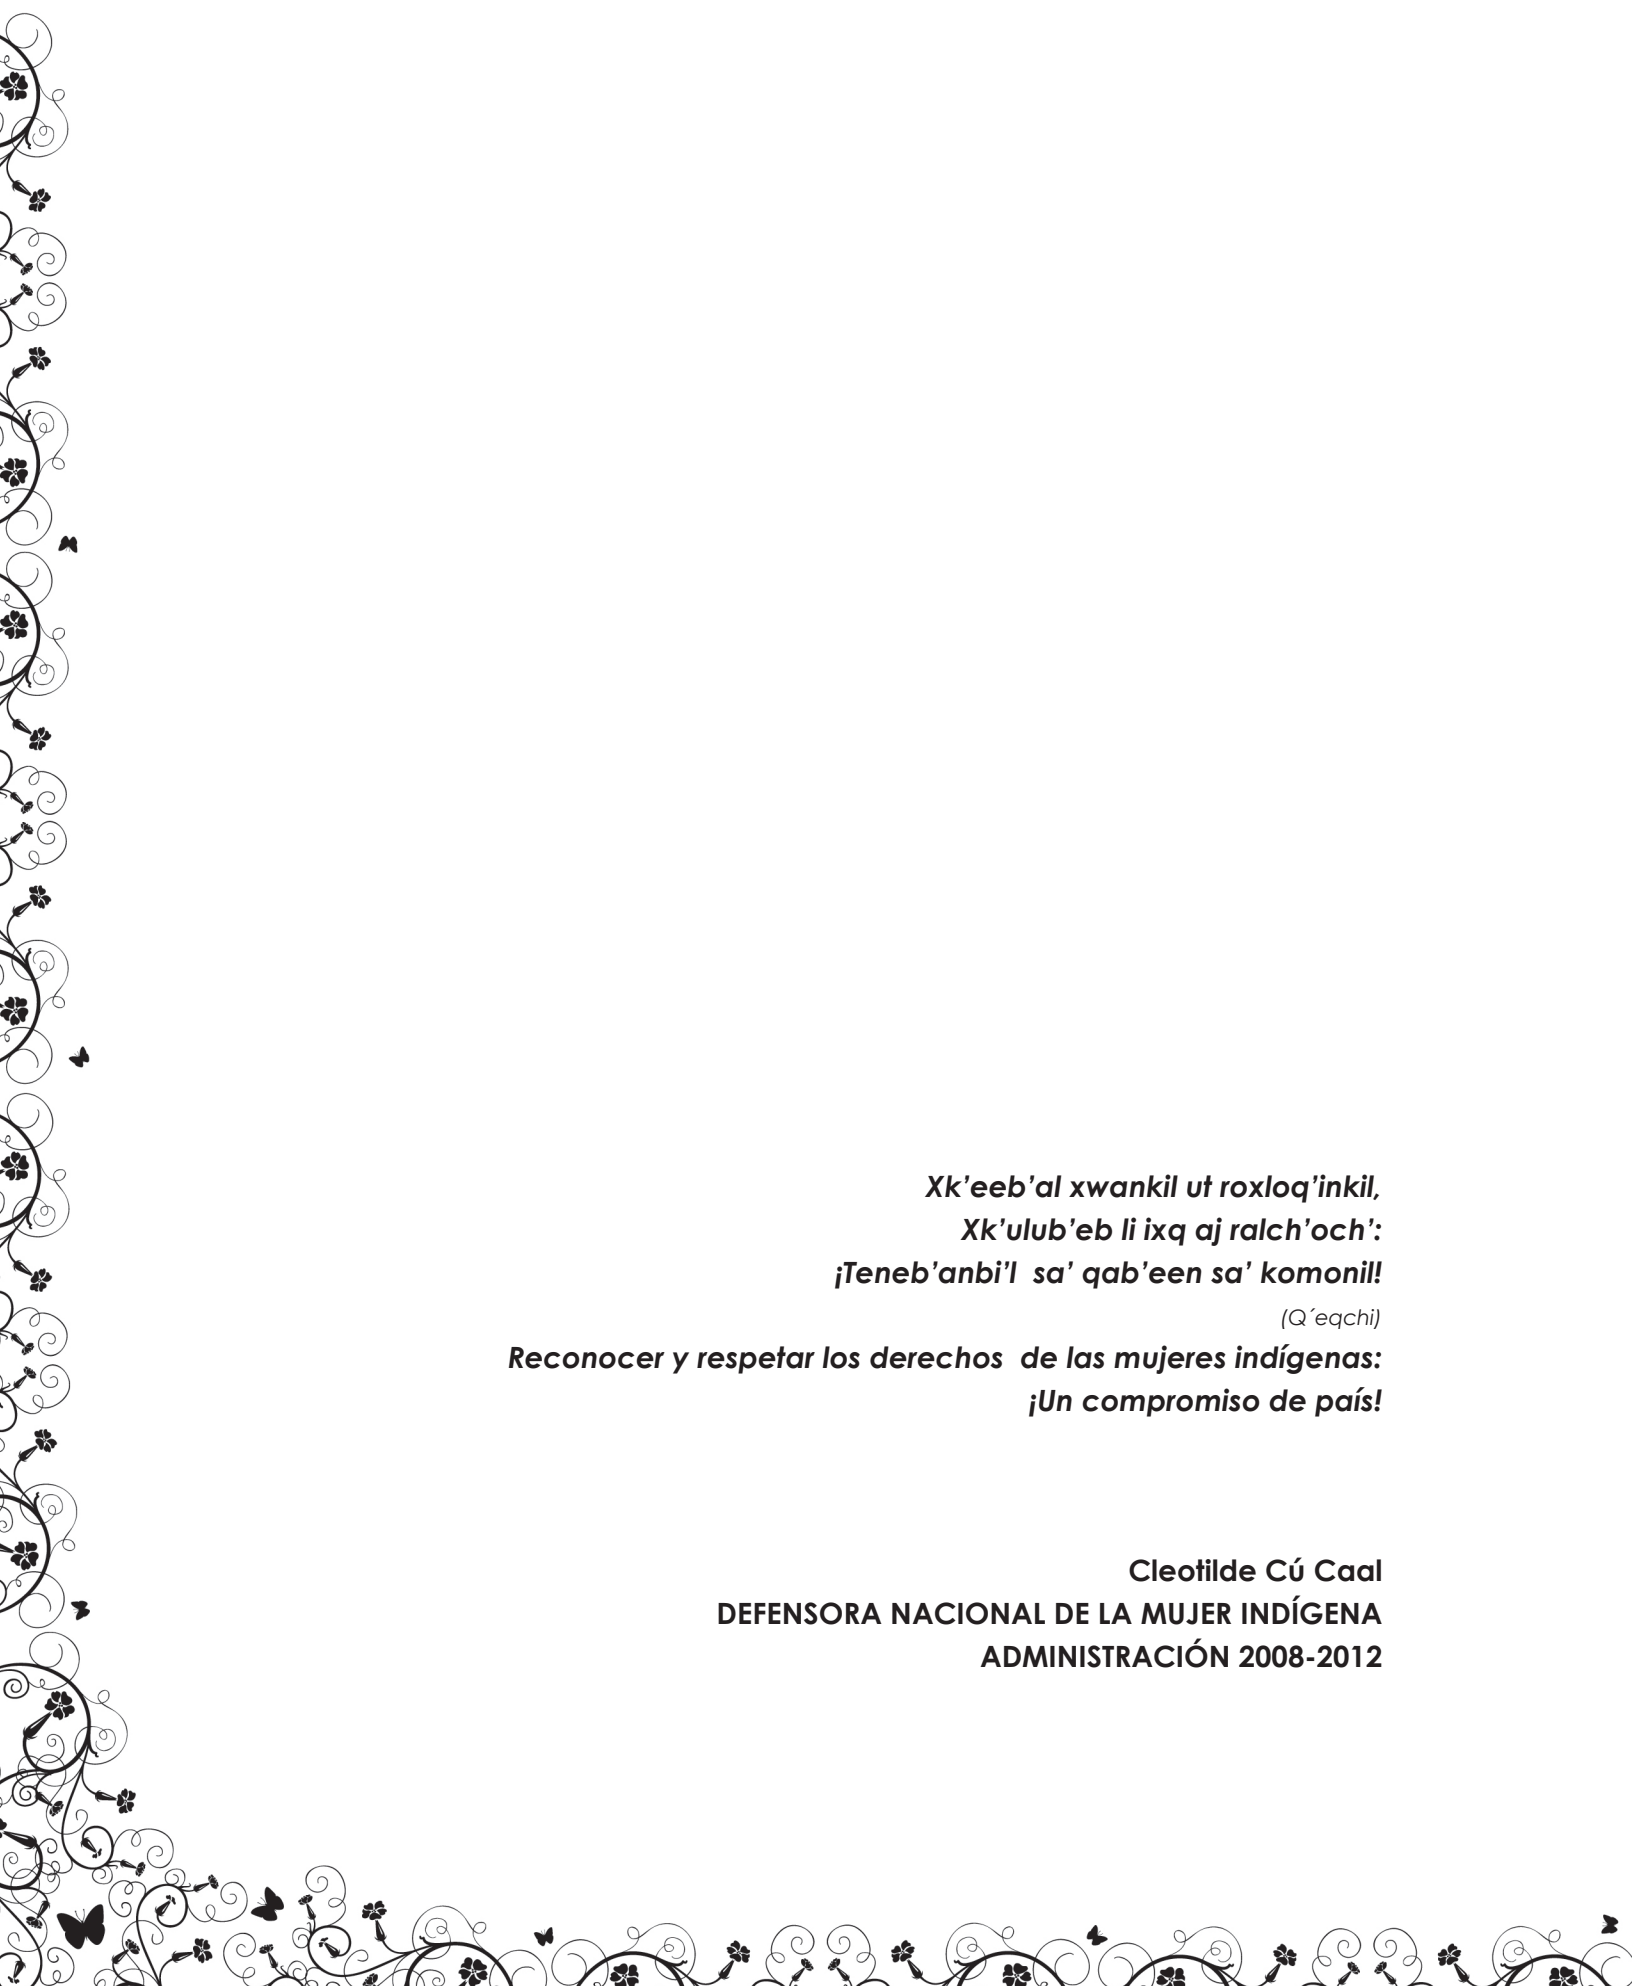 Xk’eeb’al xwankil ut roxloq’inkil,
Xk’ulub’eb li ixq aj ralch’och’:
¡Teneb’anbi’l  sa’ qab’een sa’ komonil!
(Q´eqchi)
Reconocer y respetar los derechos  de las mujeres indígenas:
¡Un compromiso de país!
Cleotilde Cú Caal
DEFENSORA NACIONAL DE LA MUJER INDÍGENA
ADMINISTRACIÓN 2008-2012